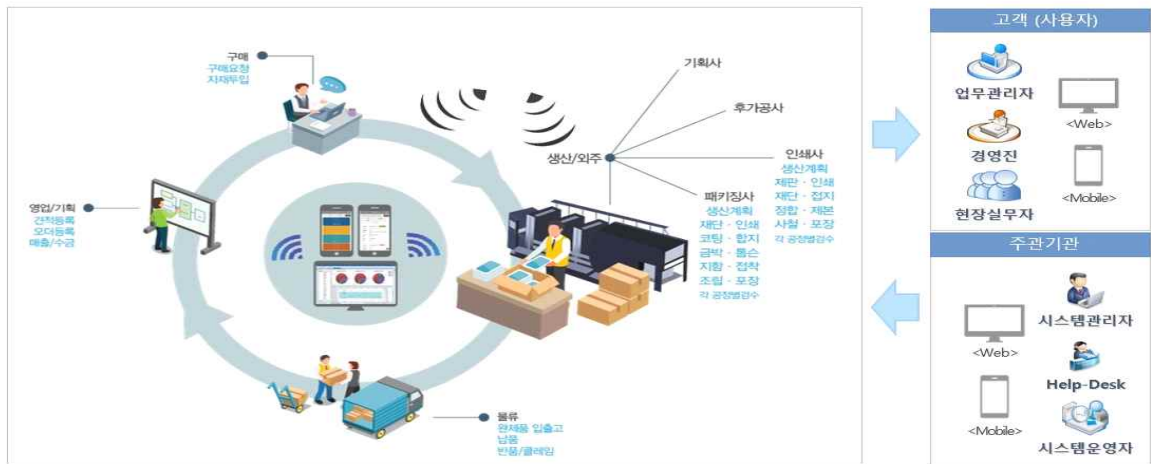 구매
구매요청
자재투입
영업/기획
견적등록
오더등록
매출/수금
생산/외주
기획사
후가공사
인쇄사
생산계획
제판 · 인쇄
재단 · 접지
정합 · 제본
사철 · 포장
각 공정별검수
패키징사
생산계획
재단 · 인쇄
코팅 · 합지
금박 · 톰슨
지함 · 접착
조립 · 포장
각 공정별검수
물류
완제품 입출고
납품
반품/클레임
고객 (사용자)
업무관리자
<Web>
경영진
<Mobile>
현장실무자
주관기관
시스템관리자
<Web>
Help-Desk
<Mobile>
시스템운영자